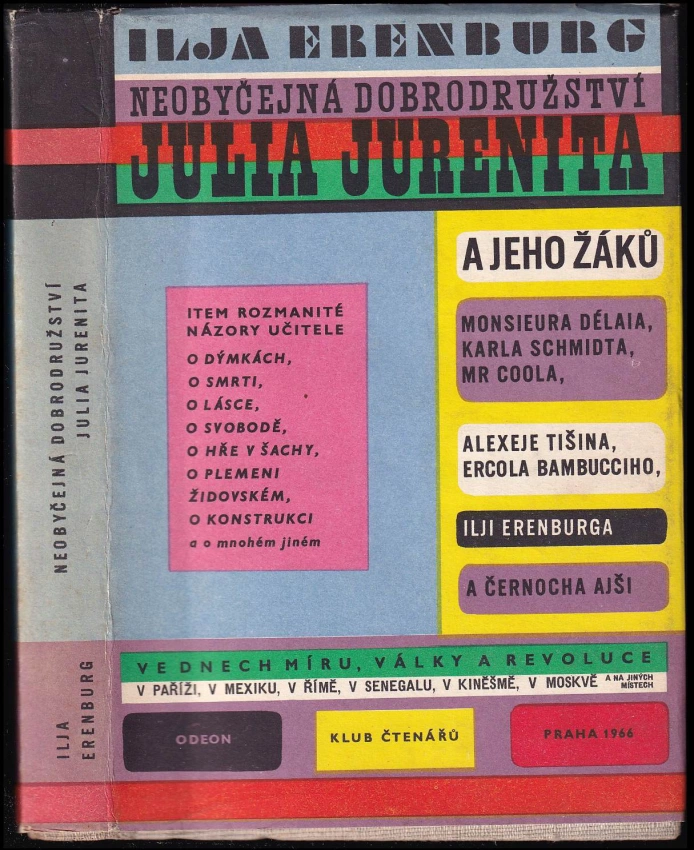 ILJA ERENBURG
NEOBYČEJNÁ DOBRODRUŽSTVÍ
JULIA JURENITA
A JEHO ŽÁKŮ
MONSIEURA DÉLAIA,
KARLA SCHMIDTA,
MR COOLA,
ALEXEJE TIŠINA,
ERCOLA BAMBUCCIHO,
ILJI ERENBURGA
A ČERNOCHA AJŠI
ITEM ROZMANITÉ
NÁZORY UČITELE
O DÝMKÁCH,
O SMRTI,
O LÁSCE,
O SVOBODĚ,
O HŘE V ŠACHY,
O PLEMENI
ŽIDOVSKÉM,
O KONSTRUKCI
a o mnohém jiném
VE DNECH MÍRU, VÁLKY A REVOLUCE
V PAŘÍŽI, V MEXIKU, V ŘÍMĚ, V SENEGALU, V KINĚŠMĚ, V MOSKVĚ A NA JINÝCH
MÍSTECH
ODEON
KLUB ČTENÁŘŮ
PRAHA 1966
NEOBYČEJNÁ DOBRODRUŽSTVÍ
JULIA JURENITA
ILJA
ERENBURG